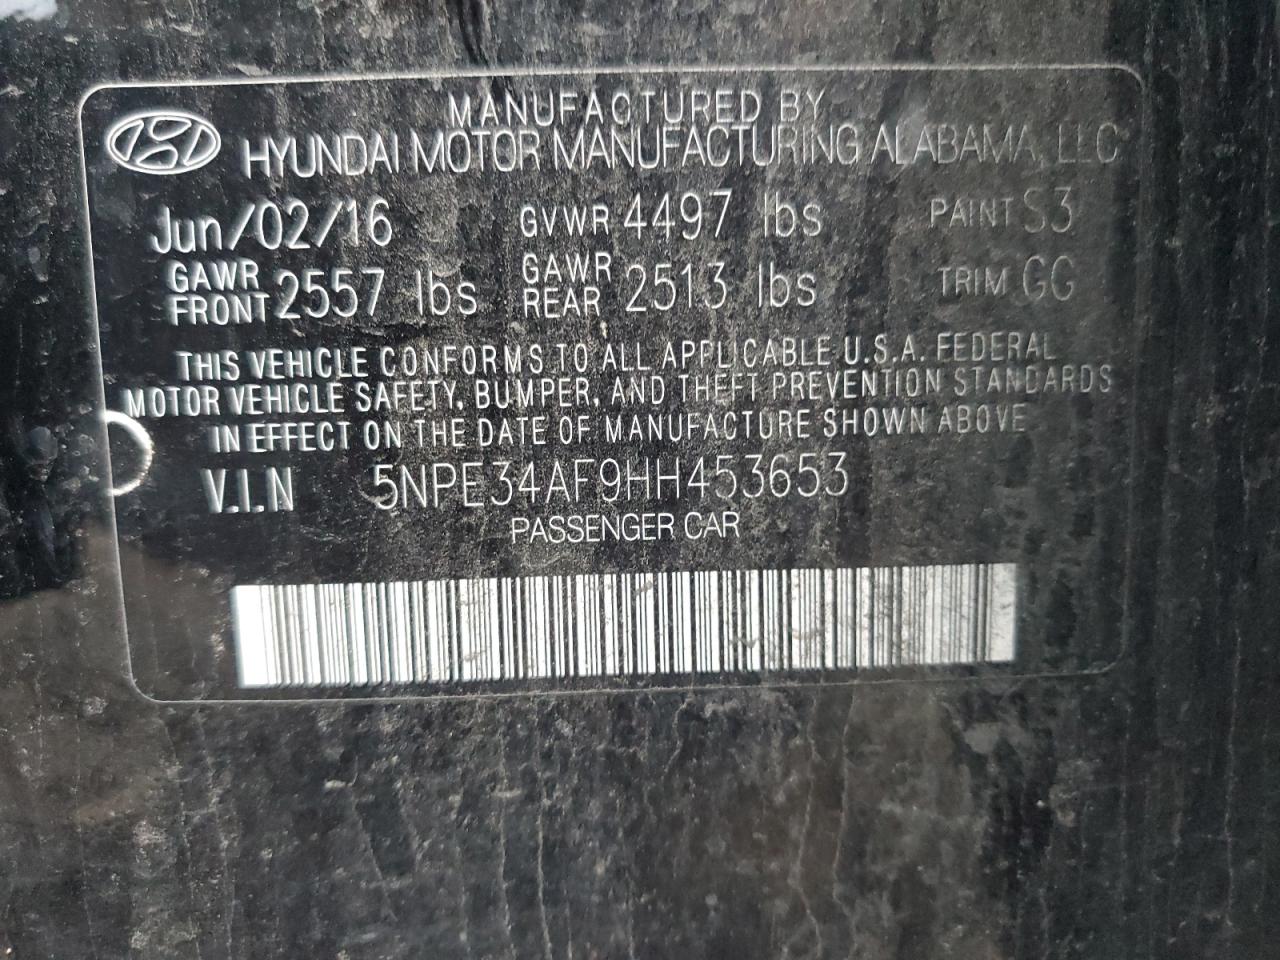 MANUFACTURED BY
HYUNDAI MOTOR MANUFACTURING ALABAMA, LLC
Jun/02/16 GVWR 4497 lbs PAINT S3
GAWR FRONT 2557 lbs GAWR REAR 2513 lbs TRIM GG
THIS VEHICLE CONFORMS TO ALL APPLICABLE U.S.A. FEDERAL
MOTOR VEHICLE SAFETY, BUMPER, AND THEFT PREVENTION STANDARDS
IN EFFECT ON THE DATE OF MANUFACTURE SHOWN ABOVE
V.I.N 5NPE34AF9HH453653
PASSENGER CAR